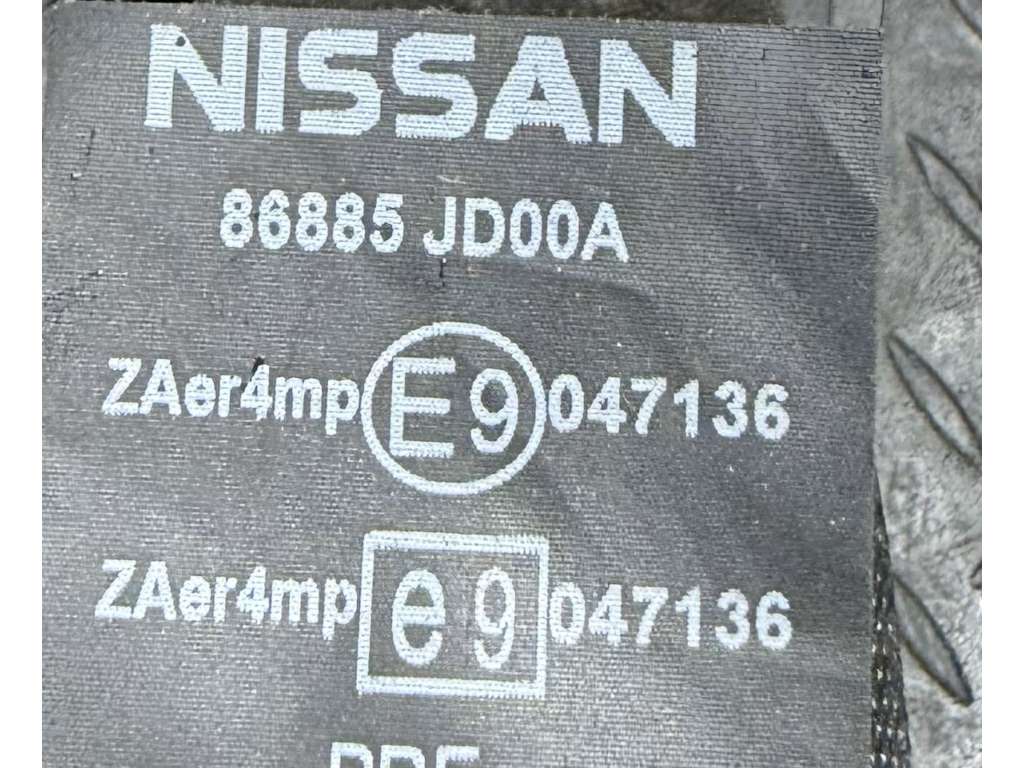 NISSAN
86885 JD00A
ZAer4mp E9 047136
ZAer4mp e9 047136